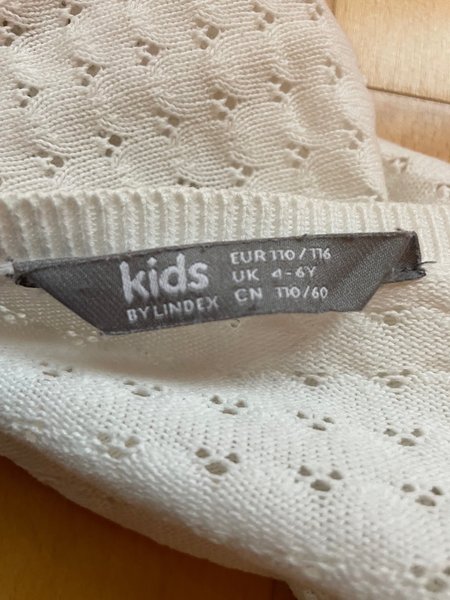 kids
BY LINDEX
EUR 110 / 116
UK 4-6Y
CN 110/60